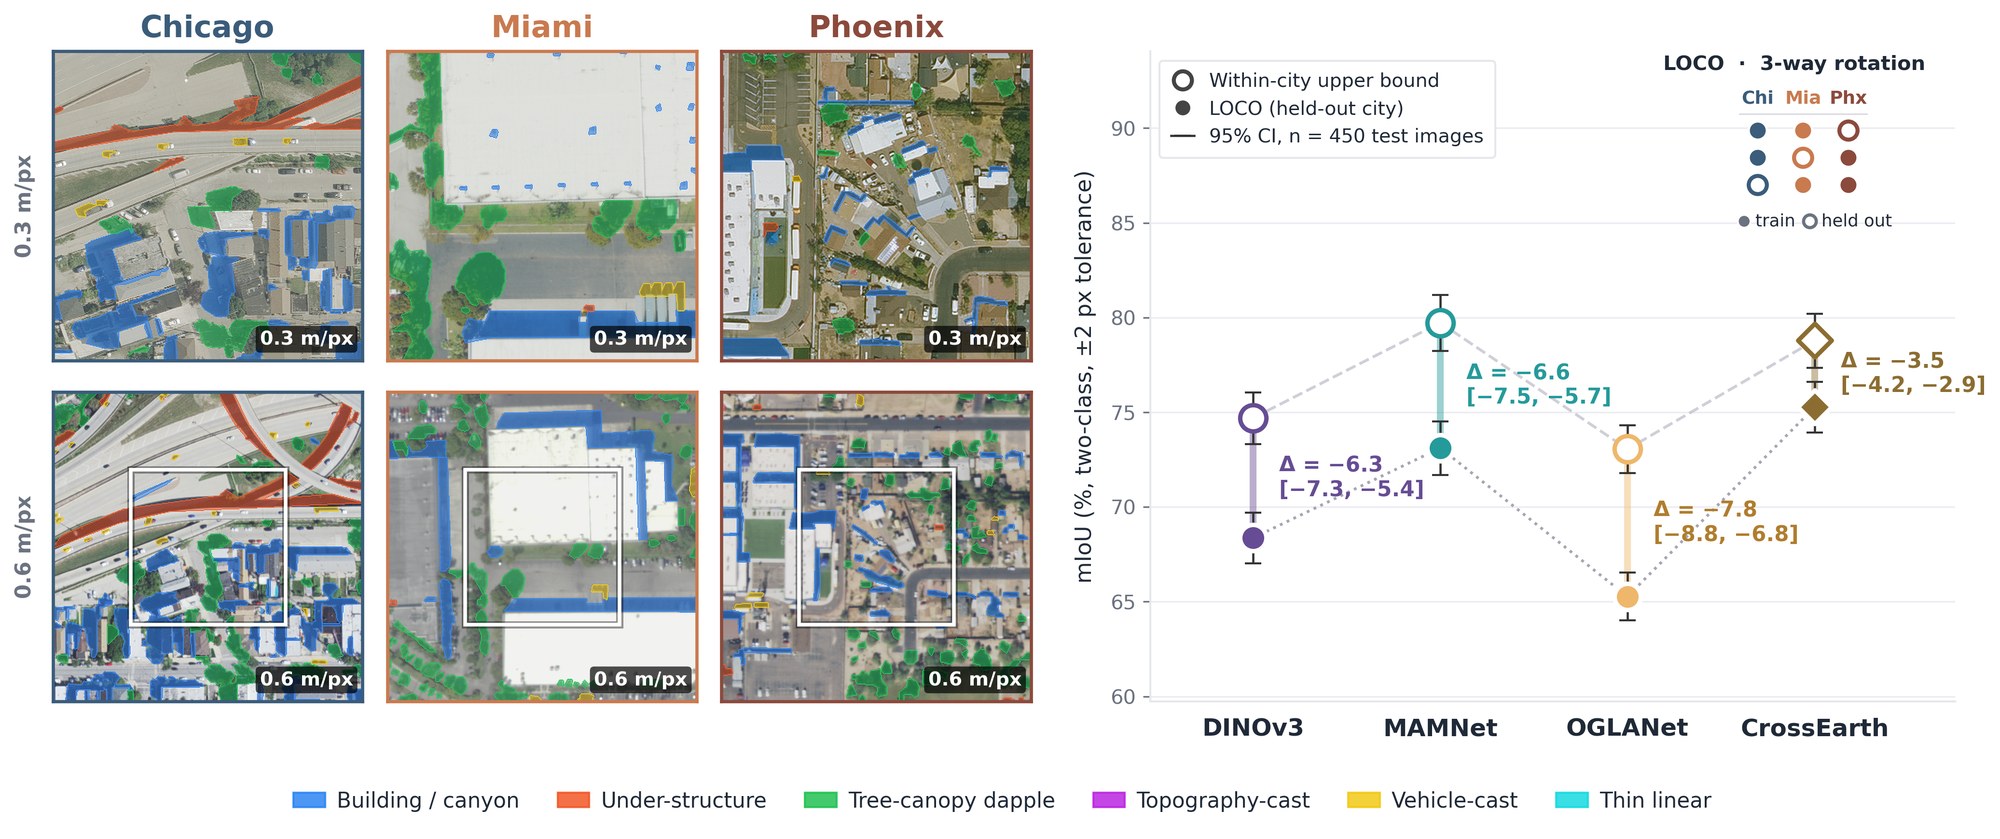 Chicago
Miami
Phoenix
0.3 m/px
0.3 m/px
0.3 m/px
0.3 m/px
0.6 m/px
0.6 m/px
0.6 m/px
0.6 m/px
mIoU (%, two-class, ±2 px tolerance)
90
85
80
75
70
65
60
Within-city upper bound
LOCO (held-out city)
95% CI, n = 450 test images
LOCO · 3-way rotation
Chi Mia Phx
train held out
Δ = −6.3
[−7.3, −5.4]
Δ = −6.6
[−7.5, −5.7]
Δ = −7.8
[−8.8, −6.8]
Δ = −3.5
[−4.2, −2.9]
DINOv3 MAMNet OGLANet CrossEarth
Building / canyon Under-structure Tree-canopy dapple Topography-cast Vehicle-cast Thin linear